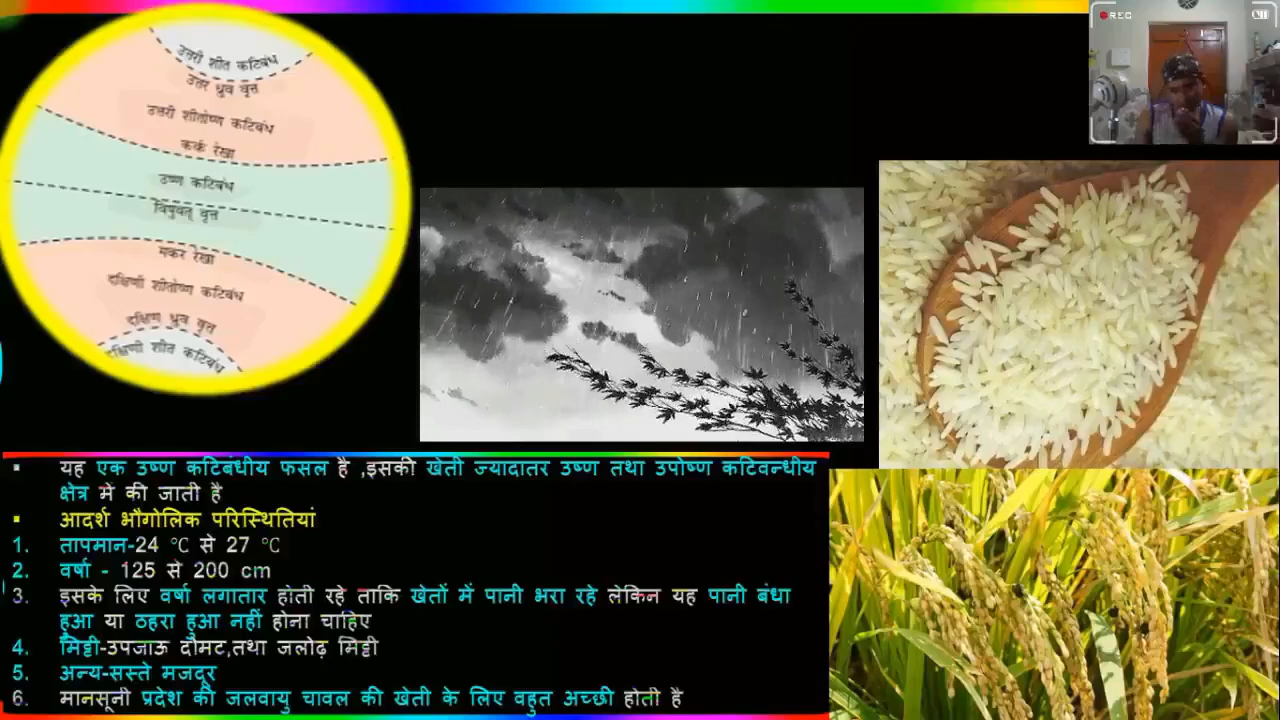 उत्तरी शीत कटिबंध
उत्तर ध्रुव वृत्त
उत्तरी शीतोष्ण कटिबंध
कर्क रेखा
उष्ण कटिबंध
विषुवत् वृत्त
मकर रेखा
दक्षिणी शीतोष्ण कटिबंध
दक्षिण ध्रुव वृत्त
दक्षिणी शीत कटिबंध
REC
▪ यह एक उष्ण कटिबंधीय फसल है ,इसकी खेती ज्यादातर उष्ण तथा उपोष्ण कटिवन्धीय
क्षेत्र में की जाती है
▪ आदर्श भौगोलिक परिस्थितियां
1. तापमान-24 °C से 27 °C
2. वर्षा - 125 से 200 cm
3. इसके लिए वर्षा लगातार होती रहे ताकि खेतों में पानी भरा रहे लेकिन यह पानी बंधा
हुआ या ठहरा हुआ नहीं होना चाहिए
4. मिट्टी-उपजाऊ दोमट,तथा जलोढ़ मिट्टी
5. अन्य-सस्ते मजदूर
6. मानसूनी प्रदेश की जलवायु चावल की खेती के लिए वहुत अच्छी होती है